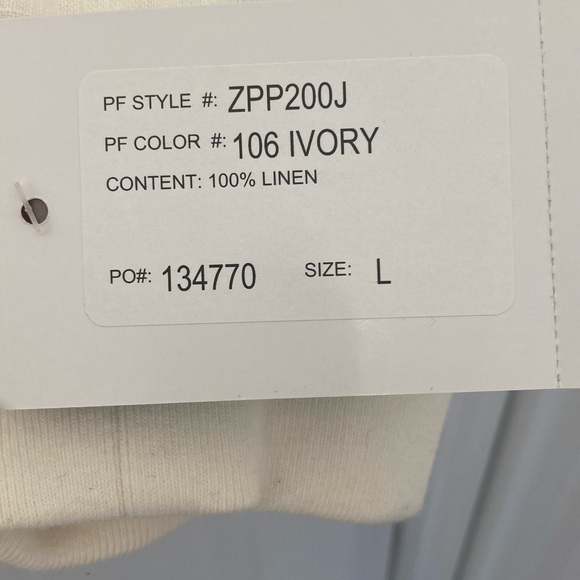 PF STYLE #: ZPP200J
PF COLOR #: 106 IVORY
CONTENT: 100% LINEN
PO#: 134770 SIZE: L